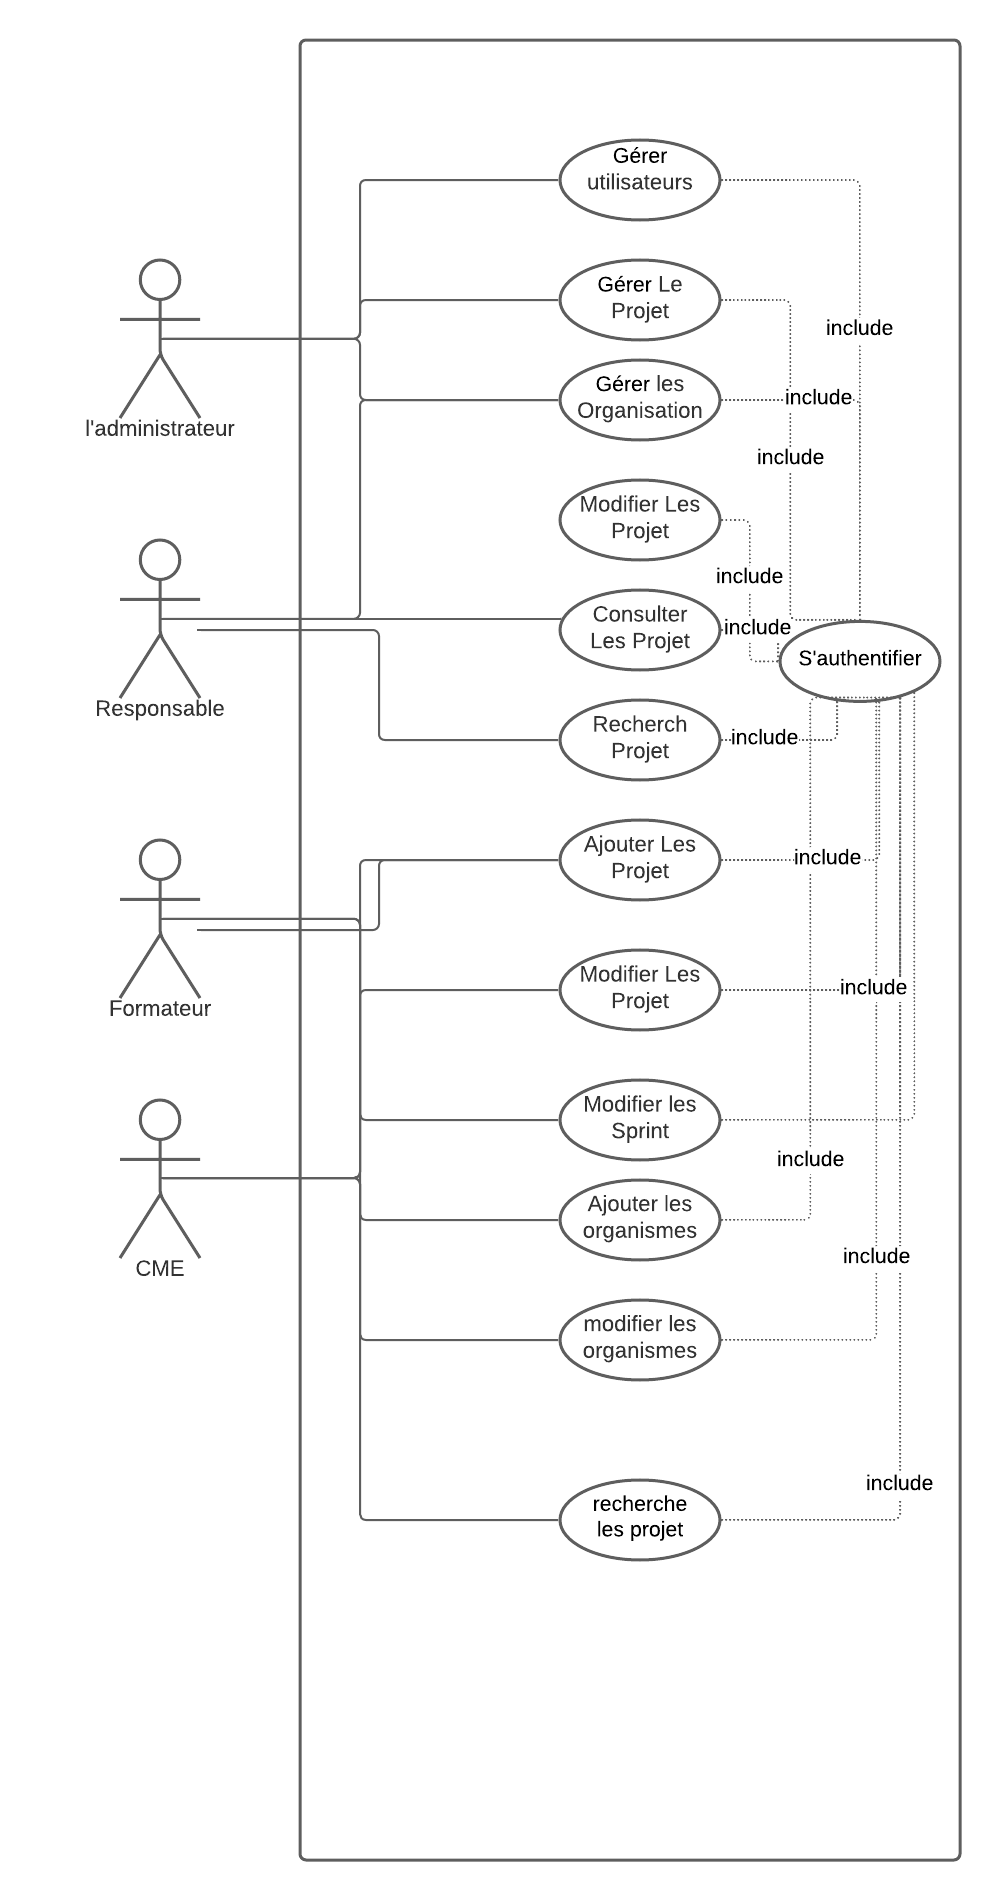 Gérer
utilisateurs
Gérer Le
Projet
include
l'administrateur
Gérer les
Organisation
include
include
Modifier Les
Projet
include
Consulter
Les Projet
include
S'authentifier
Responsable
Recherch
Projet
include
Ajouter Les
Projet
include
Formateur
Modifier Les
Projet
include
Modifier les
Sprint
include
Ajouter les
organismes
CME
include
modifier les
organismes
include
recherche
les projet